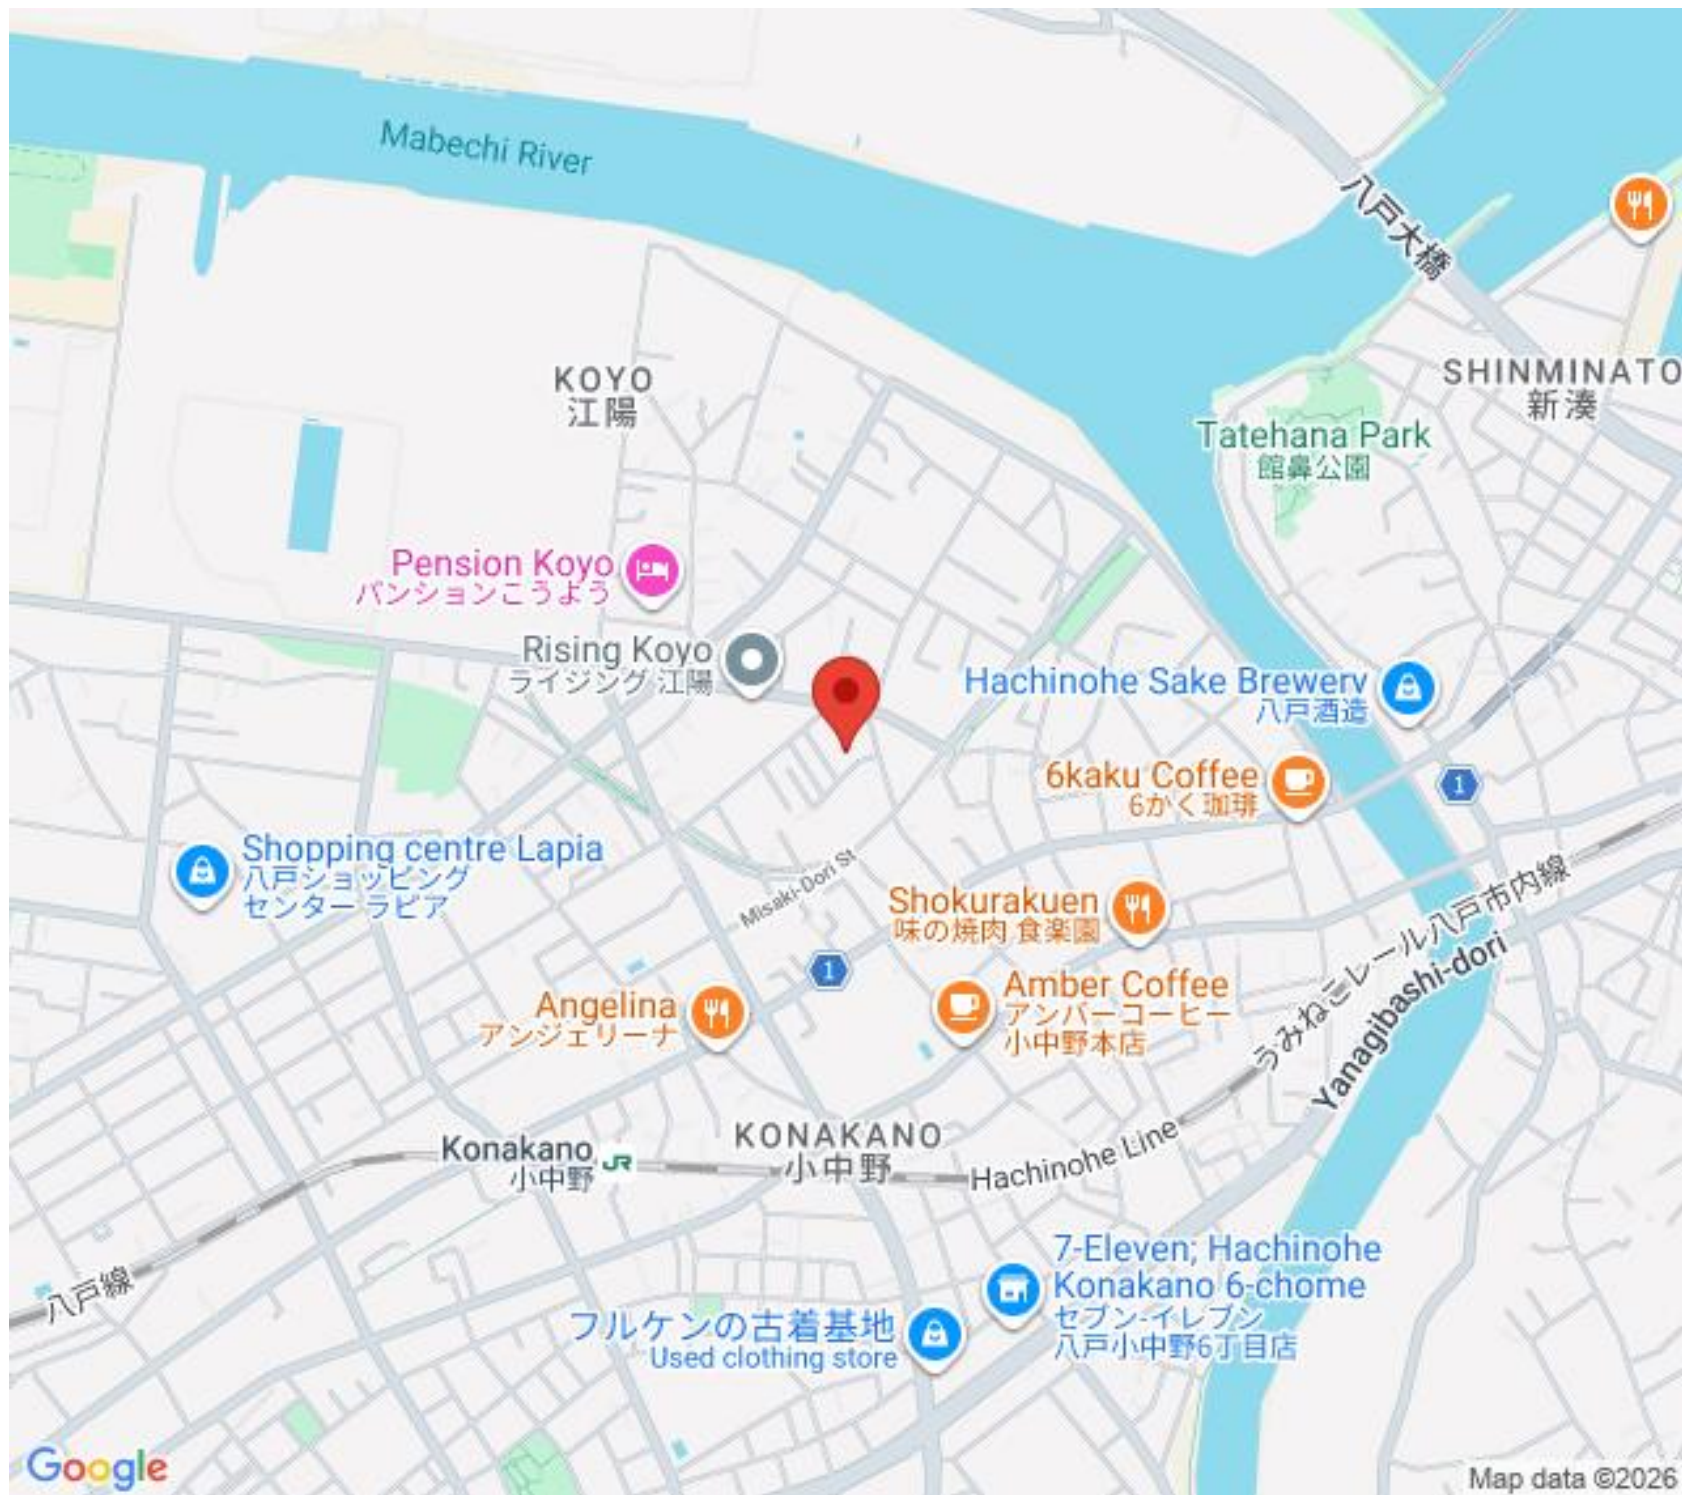 Mabechi River
八戸大橋
KOYO
江陽
SHINMINATO
新湊
Tatehana Park
館鼻公園
Pension Koyo
パンションこうよう
Rising Koyo
ライジング 江陽
Hachinohe Sake Brewery
八戸酒造
6kaku Coffee
6かく珈琲
1
Shopping centre Lapia
八戸ショッピング
センター ラピア
Misaki-Dori St
Shokurakuen
味の焼肉 食楽園
うみねこレール八戸市内線
Yanagibashi-dori
1
Angelina
アンジェリーナ
Amber Coffee
アンバーコーヒー
小中野本店
KONAKANO
小中野
Konakano
小中野
JR
Hachinohe Line
八戸線
7-Eleven; Hachinohe
Konakano 6-chome
セブン-イレブン
八戸小中野6丁目店
フルケンの古着基地
Used clothing store
Google
Map data ©2026